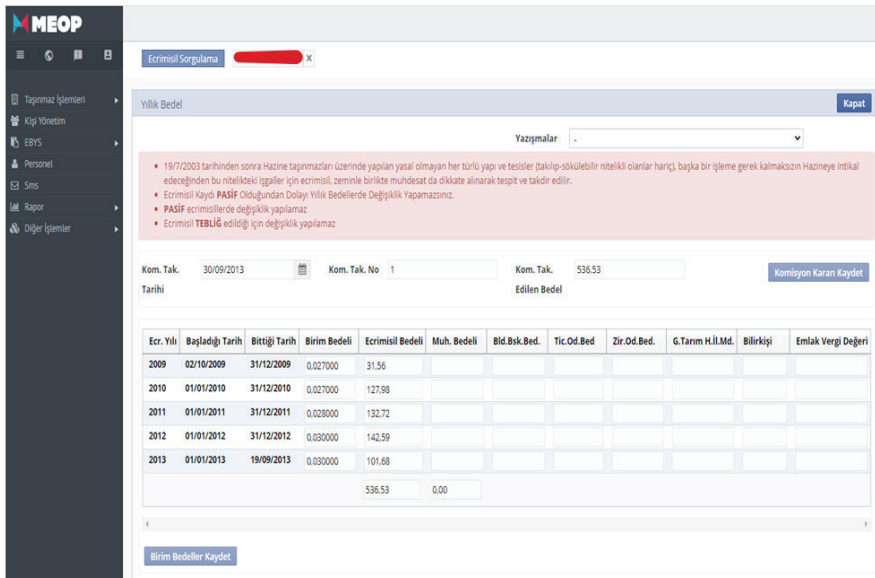 MEOP
Ecrimisil Sorgulama x
Taşınmaz İşlemleri
Kişi Yönetim
EBYS
Personel
Sms
Rapor
Diğer İşlemler
Yıllık Bedel Kapat
Yazışmalar -
19/7/2003 tarihinden sonra Hazine taşınmazları üzerinde yapılan yasal olmayan her türlü yapı ve tesisler (takılıp-sökülebilir nitelikli olanlar hariç), başka bir işleme gerek kalmaksızın Hazineye intikal
edeceğinden bu nitelikteki işgaller için ecrimisil, zeminle birlikte muhdesat da dikkate alınarak tespit ve takdir edilir.
Ecrimisil Kaydı PASİF Olduğundan Dolayı Yıllık Bedellerde Değişiklik Yapamazsınız.
PASİF ecrimisillerde değişiklik yapılamaz
Ecrimisil TEBLİĞ edildiği için değişiklik yapılamaz
Kom. Tak. 30/09/2013 Kom. Tak. No 1 Kom. Tak. 536,53 Komisyon Kararı Kaydet
Tarihi Edilen Bedel
Ecr. Yılı Başladığı Tarih Bittiği Tarih Birim Bedeli Ecrimisil Bedeli Muh. Bedeli Bld.Bsk.Bed. Tic.Od.Bed Zir.Od.Bed. G.Tarım H.İl.Md. Bilirkişi Emlak Vergi Değeri
2009 02/10/2009 31/12/2009 0,027000 31,56
2010 01/01/2010 31/12/2010 0,027000 127,98
2011 01/01/2011 31/12/2011 0,028000 132,72
2012 01/01/2012 31/12/2012 0,030000 142,59
2013 01/01/2013 19/09/2013 0,030000 101,68
536,53 0,00
Birim Bedeller Kaydet